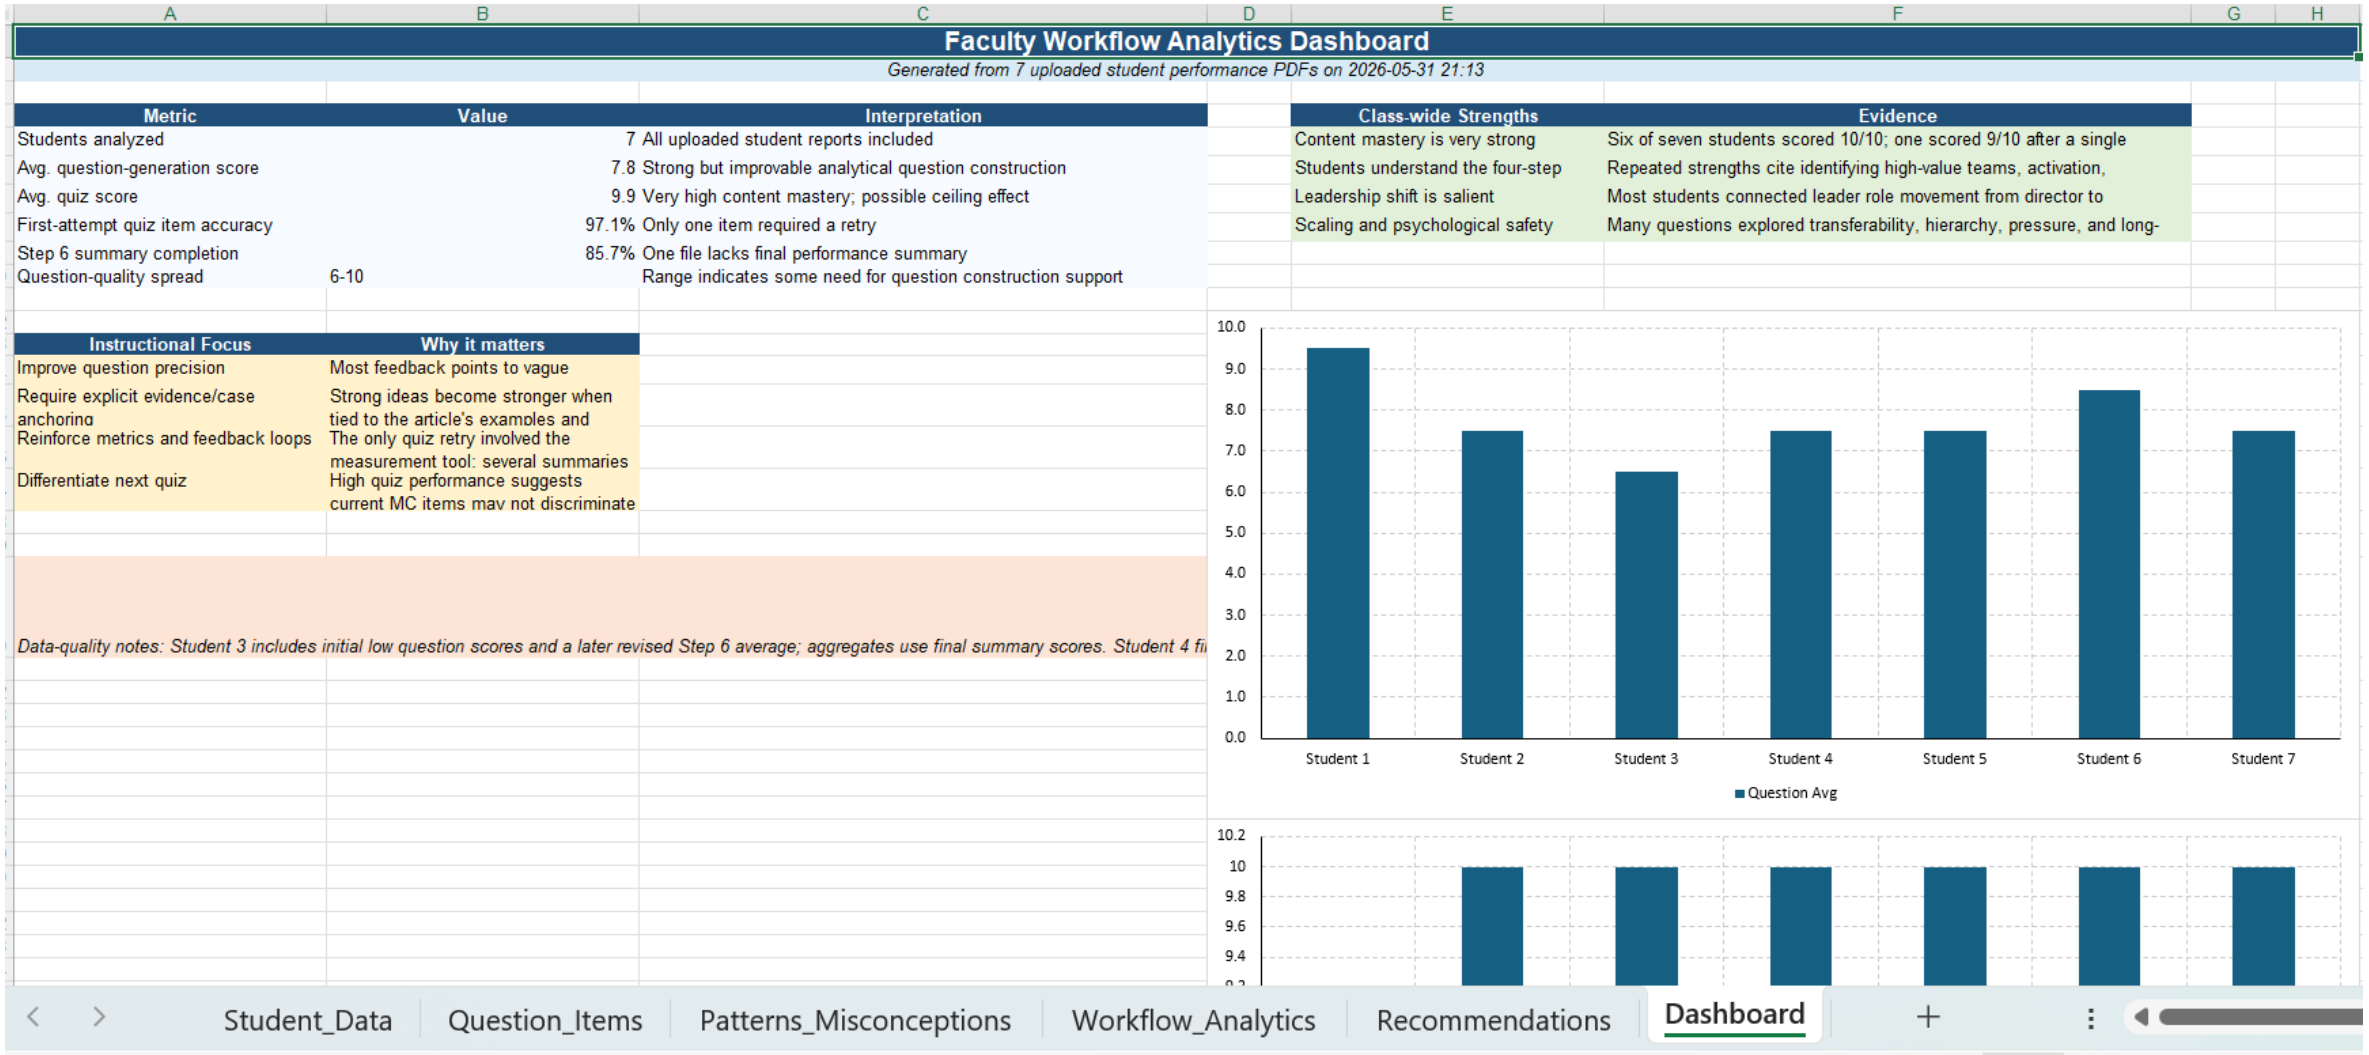 A B C D E F G H
Faculty Workflow Analytics Dashboard
Generated from 7 uploaded student performance PDFs on 2026-05-31 21:13
Metric Value Interpretation
Students analyzed 7 All uploaded student reports included
Avg. question-generation score 7.8 Strong but improvable analytical question construction
Avg. quiz score 9.9 Very high content mastery; possible ceiling effect
First-attempt quiz item accuracy 97.1% Only one item required a retry
Step 6 summary completion 85.7% One file lacks final performance summary
Question-quality spread 6-10 Range indicates some need for question construction support
Class-wide Strengths Evidence
Content mastery is very strong Six of seven students scored 10/10; one scored 9/10 after a single
Students understand the four-step Repeated strengths cite identifying high-value teams, activation,
Leadership shift is salient Most students connected leader role movement from director to
Scaling and psychological safety Many questions explored transferability, hierarchy, pressure, and long-
Instructional Focus Why it matters
Improve question precision Most feedback points to vague
Require explicit evidence/case Strong ideas become stronger when
anchoring tied to the article's examples and
Reinforce metrics and feedback loops The only quiz retry involved the
measurement tool; several summaries
Differentiate next quiz High quiz performance suggests
current MC items may not discriminate
Data-quality notes: Student 3 includes initial low question scores and a later revised Step 6 average; aggregates use final summary scores. Student 4 fi
10.0
9.0
8.0
7.0
6.0
5.0
4.0
3.0
2.0
1.0
0.0
Student 1 Student 2 Student 3 Student 4 Student 5 Student 6 Student 7
Question Avg
10.2
10
9.8
9.6
9.4
9.2
Student_Data Question_Items Patterns_Misconceptions Workflow_Analytics Recommendations Dashboard